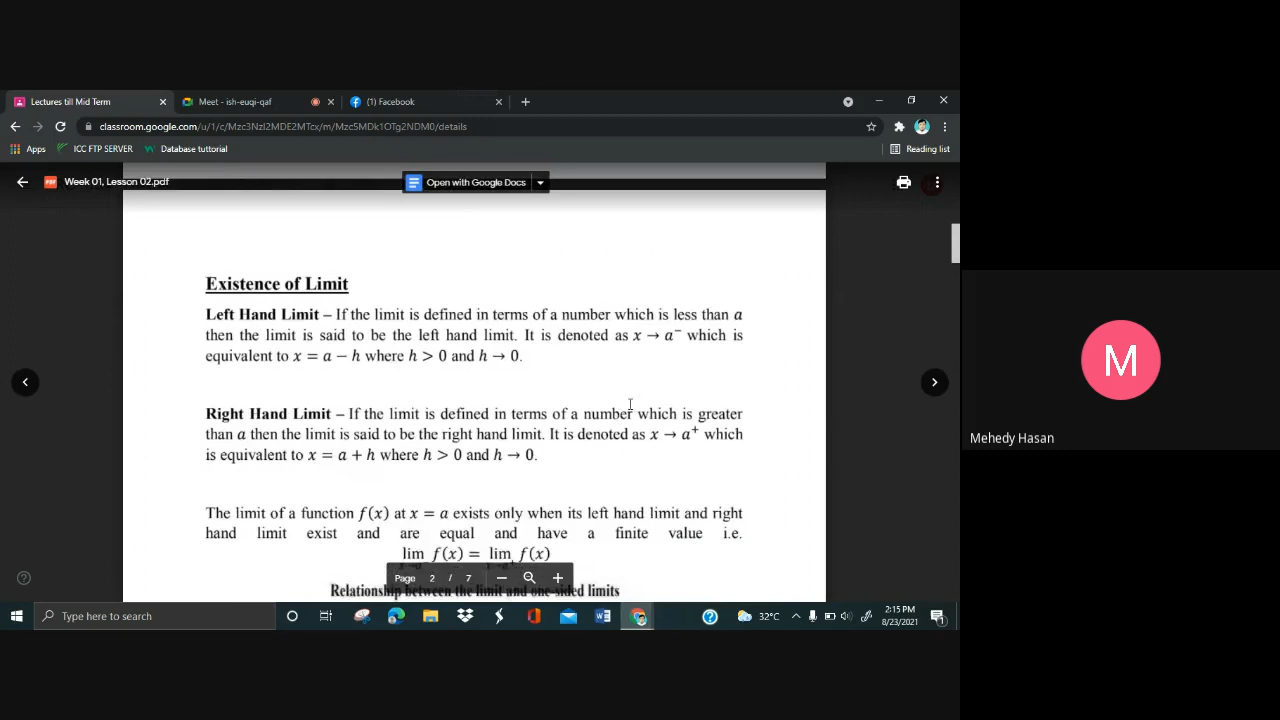 Lectures till Mid Term
Meet - ish-euqi-qaf
(1) Facebook
classroom.google.com/u/1/c/Mzc3NzI2MDE2MTcx/m/Mzc5MDk1OTg2NDM0/details
Apps
ICC FTP SERVER
Database tuttorial
Reading list
PDF
Week 01, Lesson 02.pdf
Open with Google Docs
Existence of Limit
Left Hand Limit – If the limit is defined in terms of a number which is less than a
then the limit is said to be the left hand limit. It is denoted as x → a⁻ which is
equivalent to x = a − h where h > 0 and h → 0.
Right Hand Limit – If the limit is defined in terms of a number which is greater
than a then the limit is said to be the right hand limit. It is denoted as x → a⁺ which
is equivalent to x = a + h where h > 0 and h → 0.
The limit of a function f(x) at x = a exists only when its left hand limit and right
hand limit exist and are equal and have a finite value i.e.
lim f(x) = lim f(x)
Page 2 / 7
Relationship between the limit and one-sided limits
M
Mehedy Hasan
Type here to search
32°C
2:15 PM
8/23/2021
1